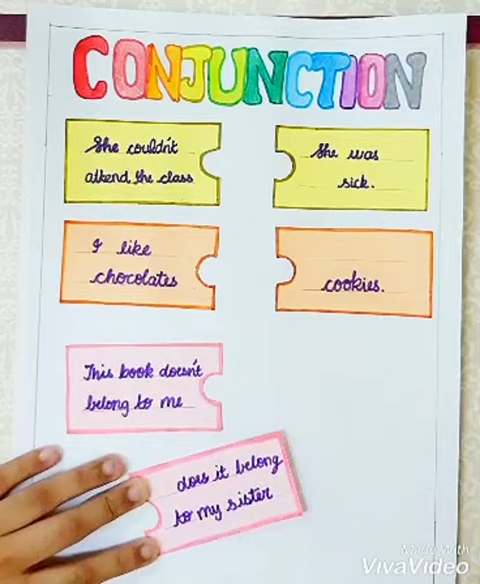 CONJUNCTION
She couldn't
attend the class
She was
sick.
I like
chocolates
cookies.
This book doesn't
belong to me
does it belong
to my sister
Made With
VivaVideo